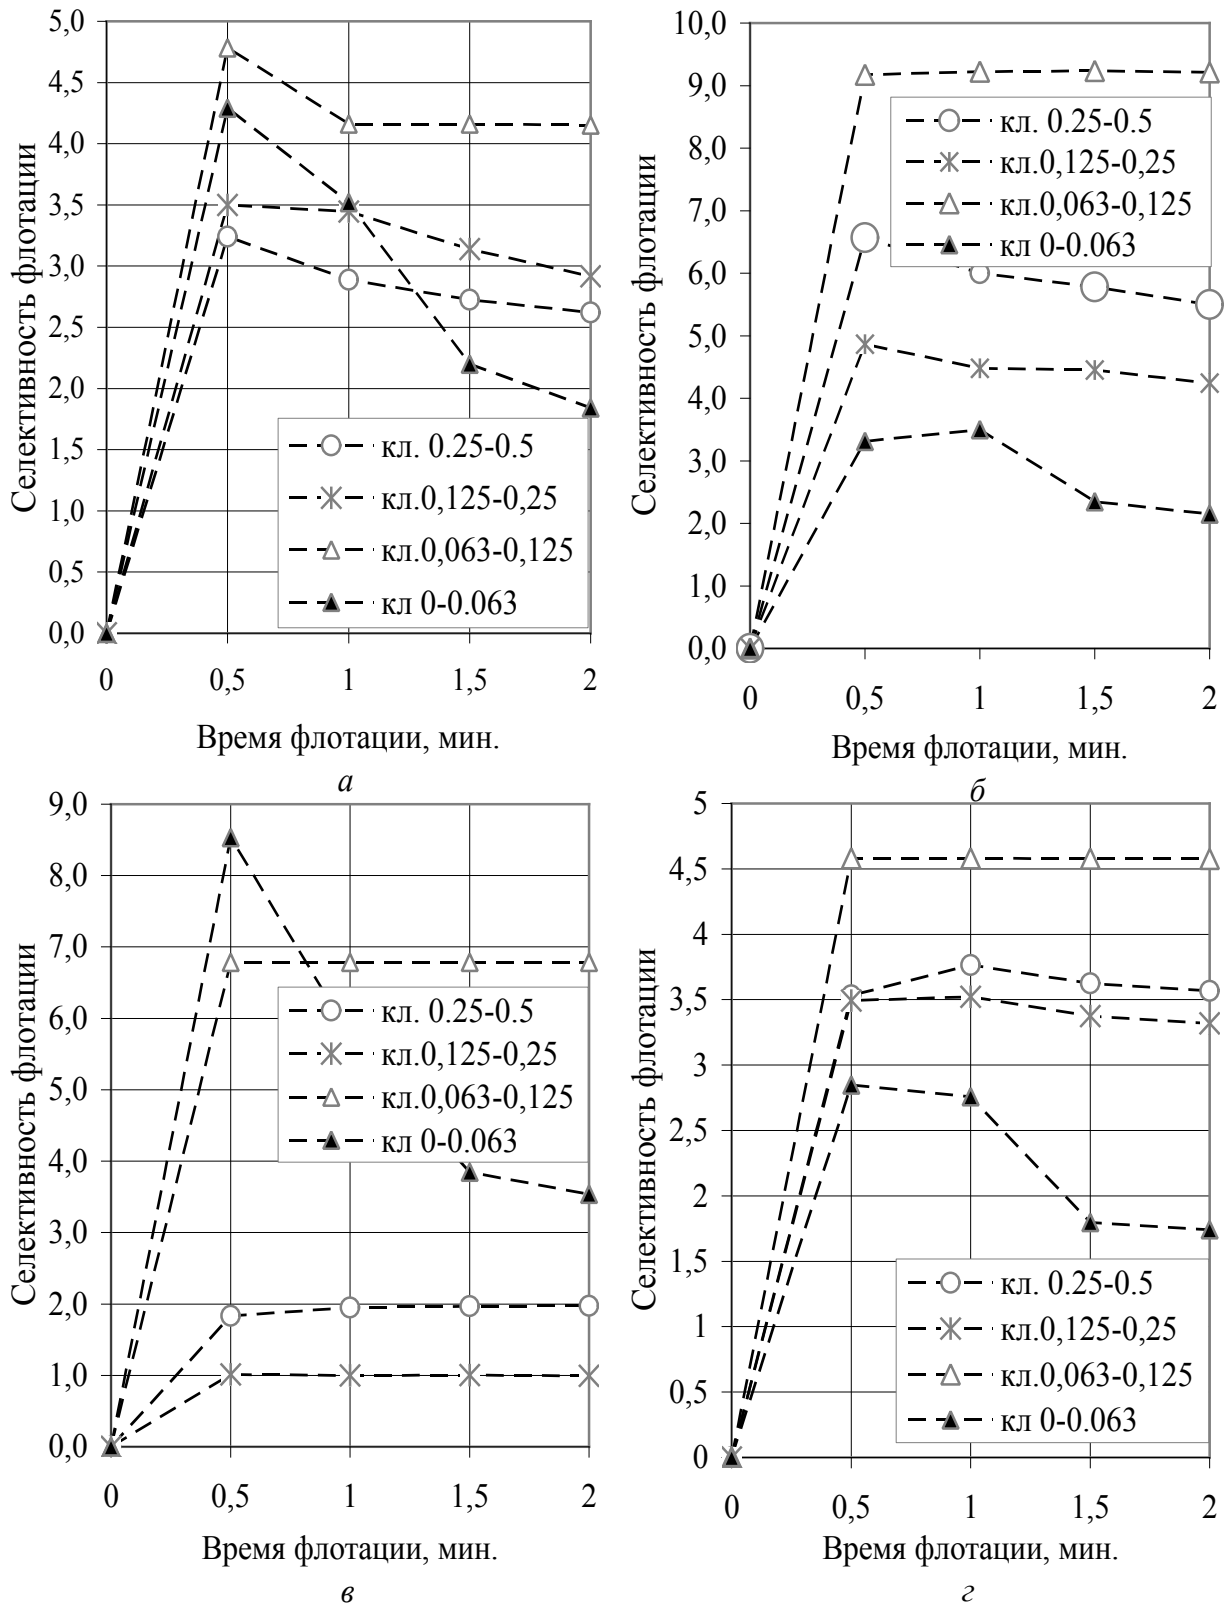 5,0
4,5
4,0
3,5
3,0
2,5
2,0
1,5
1,0
0,5
0,0
Селективность флотации
кл. 0.25-0.5
кл.0,125-0,25
кл.0,063-0,125
кл 0-0.063
0 0,5 1 1,5 2
Время флотации, мин.
а
10,0
9,0
8,0
7,0
6,0
5,0
4,0
3,0
2,0
1,0
0,0
Селективность флотации
кл. 0.25-0.5
кл.0,125-0,25
кл.0,063-0,125
кл 0-0.063
0 0,5 1 1,5 2
Время флотации, мин.
б
9,0
8,0
7,0
6,0
5,0
4,0
3,0
2,0
1,0
0,0
Селективность флотации
кл. 0.25-0.5
кл.0,125-0,25
кл.0,063-0,125
кл 0-0.063
0 0,5 1 1,5 2
Время флотации, мин.
в
5
4,5
4
3,5
3
2,5
2
1,5
1
0,5
0
Селективность флотации
кл. 0.25-0.5
кл.0,125-0,25
кл.0,063-0,125
кл 0-0.063
0 0,5 1 1,5 2
Время флотации, мин.
г